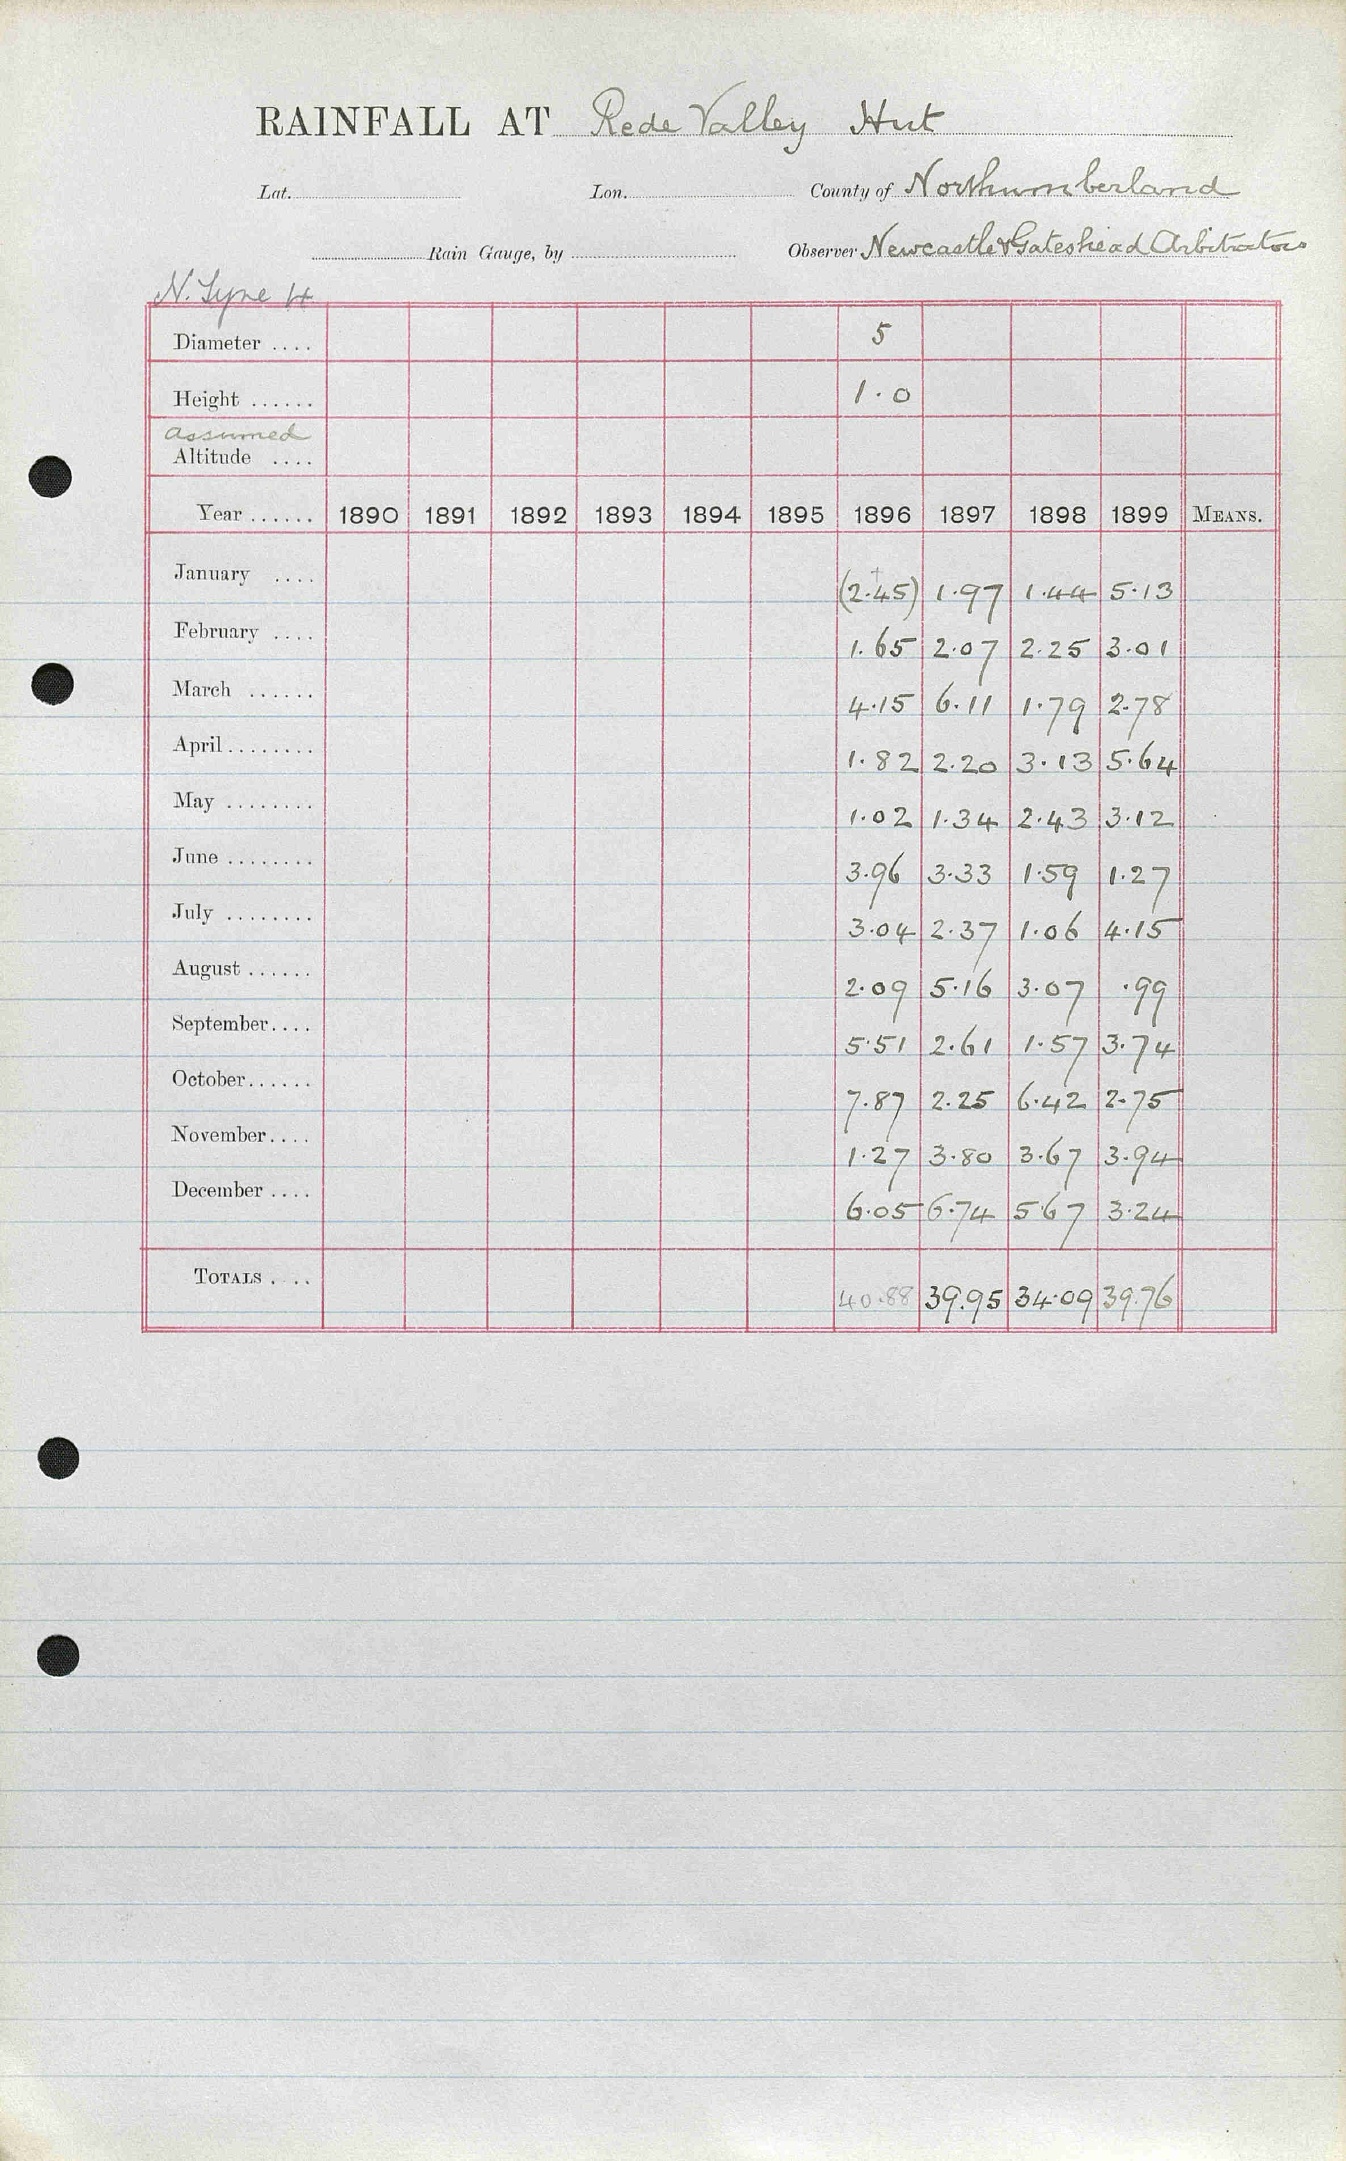 RAINFALL AT Rede Valley Hut
Lat. Lon. County of Northumberland
Rain Gauge, by Observer Newcastle & Gateshead Arbitrators
N. Tyne 4
Diameter .... 5
Height ...... 1.0
assumed
Altitude ....
Year ...... 1890 1891 1892 1893 1894 1895 1896 1897 1898 1899 MEANS.
January .... (2.45) 1.97 1.44 5.13
February .... 1.65 2.07 2.25 3.01
March ...... 4.15 6.11 1.79 2.78
April ........ 1.82 2.20 3.13 5.64
May ........ 1.02 1.34 2.43 3.12
June ........ 3.96 3.33 1.59 1.27
July ........ 3.04 2.37 1.06 4.15
August ...... 2.09 5.16 3.07 .99
September.... 5.51 2.61 1.57 3.74
October...... 7.87 2.25 6.42 2.75
November.... 1.27 3.80 3.67 3.94
December .... 6.05 6.74 5.67 3.24
TOTALS .... 40.88 39.95 34.09 39.76